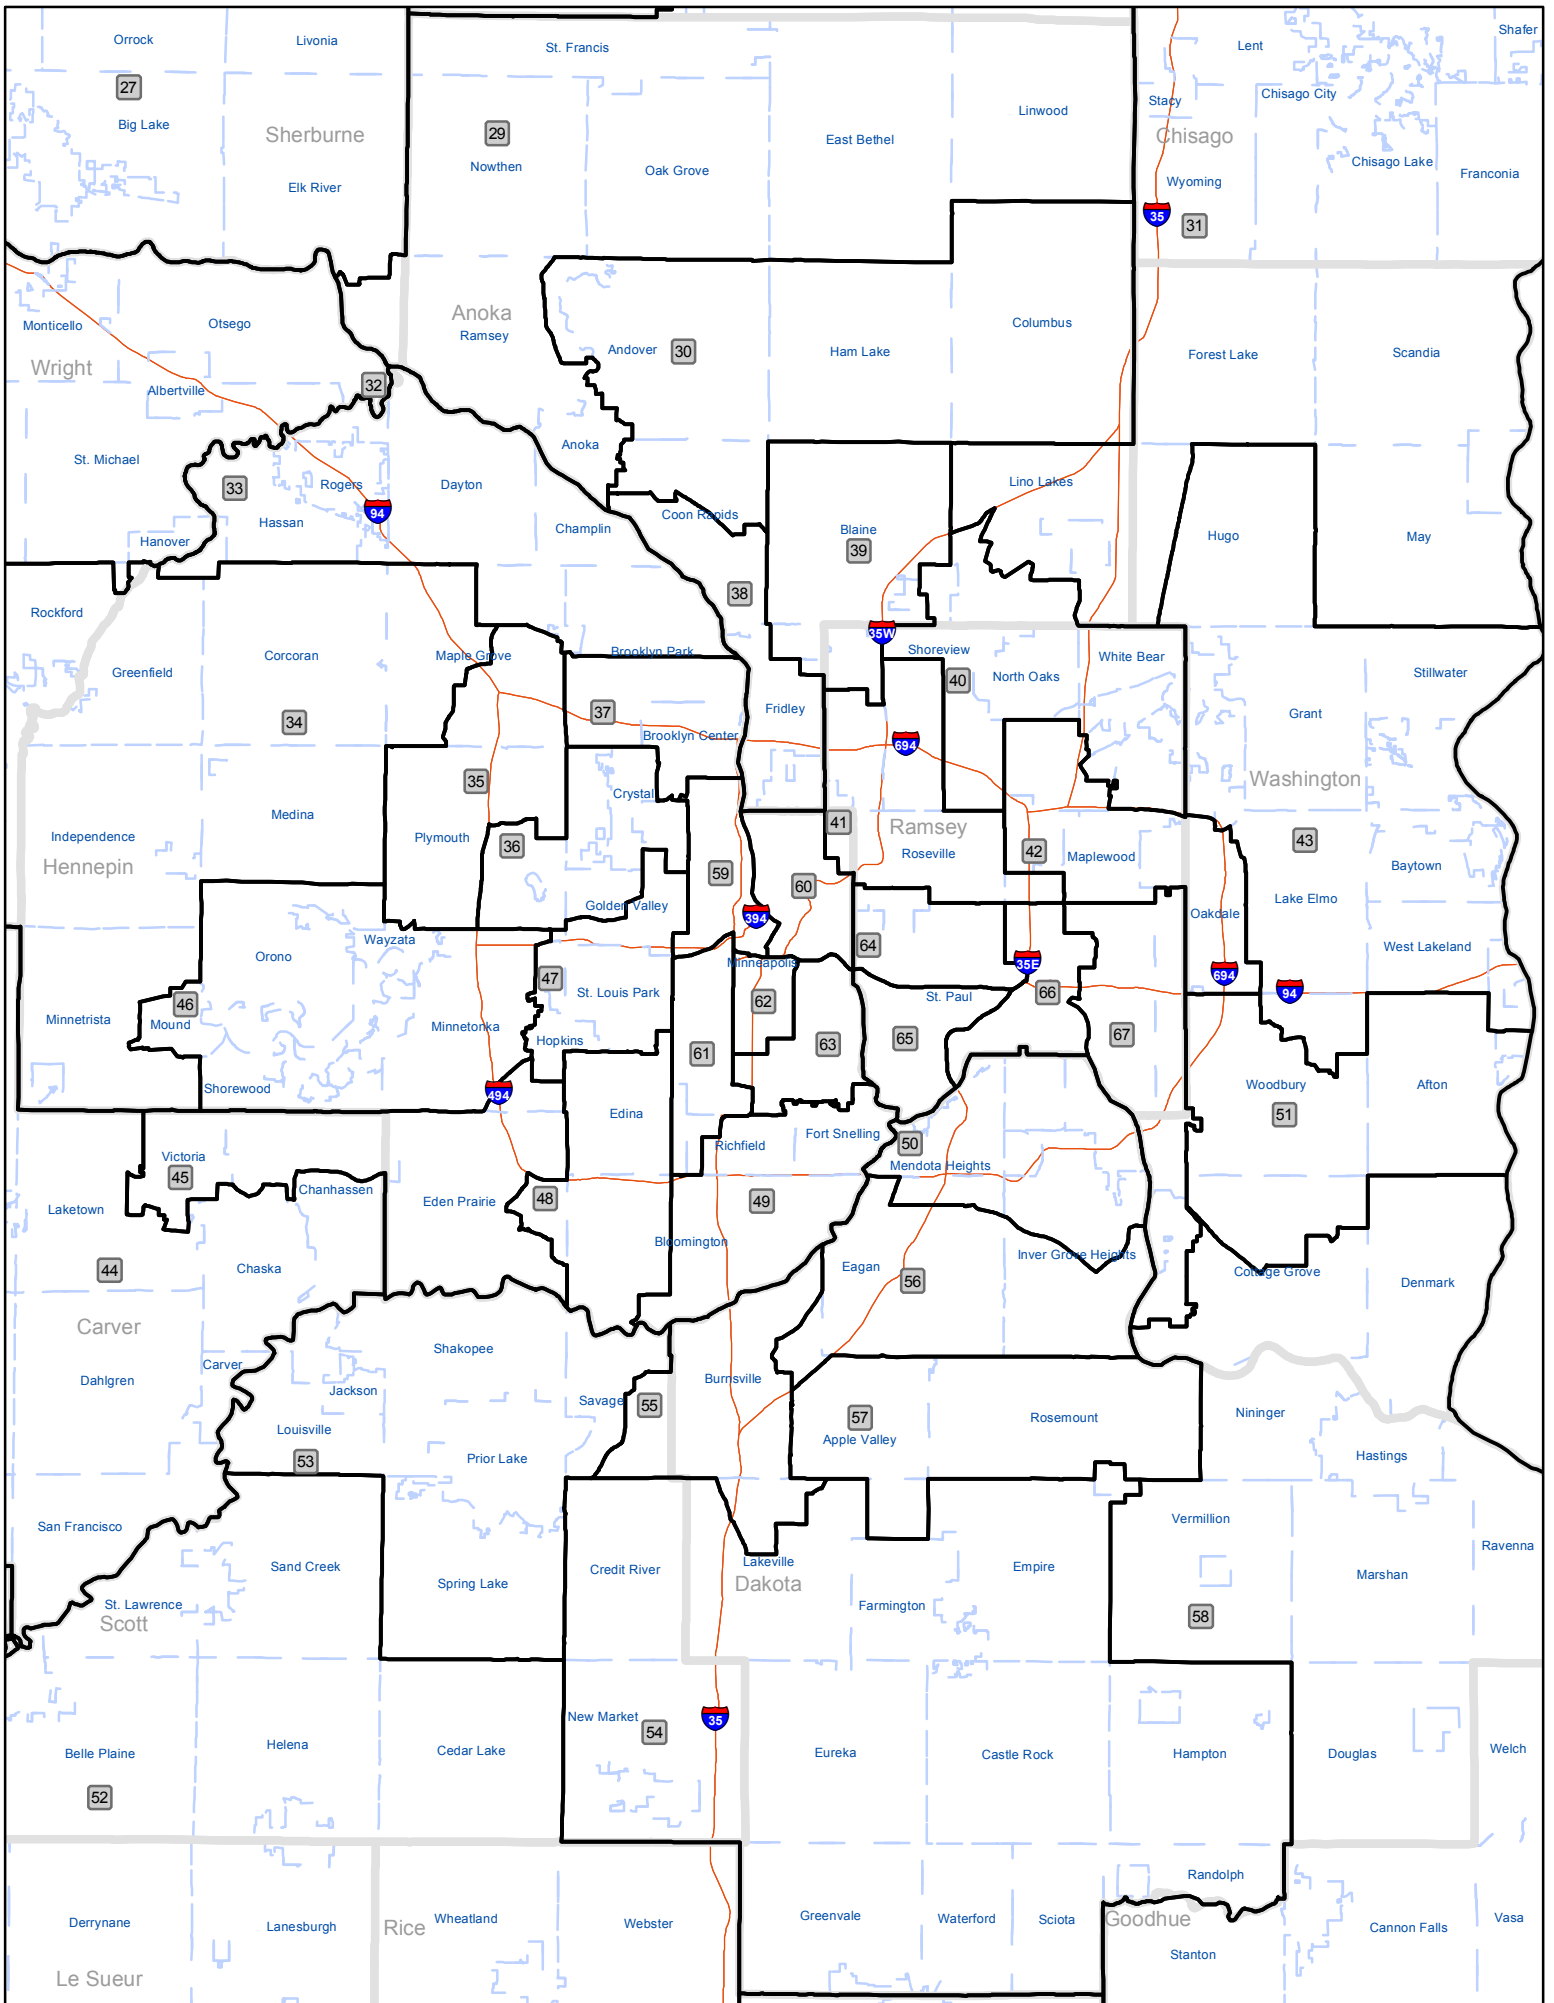 Orrock
Livonia
St. Francis
Lent
Shafer
27
Big Lake
Sherburne
Elk River
29
Nowthen
Oak Grove
East Bethel
Linwood
Stacy
Chisago City
Chisago
Chisago Lake
Franconia
Wyoming
35
31
Monticello
Otsego
Wright
Albertville
32
Anoka
Ramsey
Andover
30
Ham Lake
Columbus
Forest Lake
Scandia
St. Michael
33
Rogers
Hassan
94
Dayton
Anoka
Champlin
Coon Rapids
Hanover
Blaine
39
Lino Lakes
Hugo
May
38
Rockford
Greenfield
Corcoran
34
Maple Grove
Brooklyn Park
37
Brooklyn Center
Fridley
35W
Shoreview
40
North Oaks
White Bear
Stillwater
Grant
694
Washington
35
Crystal
Independence
Medina
Hennepin
Plymouth
36
59
41
Ramsey
Roseville
42
Maplewood
43
Baytown
60
Golden Valley
394
Oakdale
Lake Elmo
Wayzata
Orono
64
West Lakeland
Minneapolis
35E
694
94
47
St. Louis Park
62
St. Paul
66
46
Mound
Minnetrista
Minnetonka
Hopkins
61
63
65
67
Shorewood
494
Edina
Woodbury
51
Afton
Richfield
Fort Snelling
50
Mendota Heights
Victoria
45
Chanhassen
Laketown
Eden Prairie
48
49
Bloomington
44
Chaska
Eagan
56
Inver Grove Heights
Cottage Grove
Denmark
Carver
Shakopee
Carver
Dahlgren
Jackson
Savage
55
Burnsville
Louisville
53
Prior Lake
57
Apple Valley
Rosemount
Nininger
Hastings
San Francisco
Sand Creek
Spring Lake
Credit River
Lakeville
Dakota
Empire
Vermillion
Ravenna
Marshan
St. Lawrence
Scott
Farmington
58
New Market
54
35
Belle Plaine
52
Helena
Cedar Lake
Eureka
Castle Rock
Hampton
Douglas
Welch
Randolph
Derrynane
Lanesburgh
Rice
Wheatland
Webster
Greenvale
Waterford
Sciota
Goodhue
Stanton
Cannon Falls
Vasa
Le Sueur